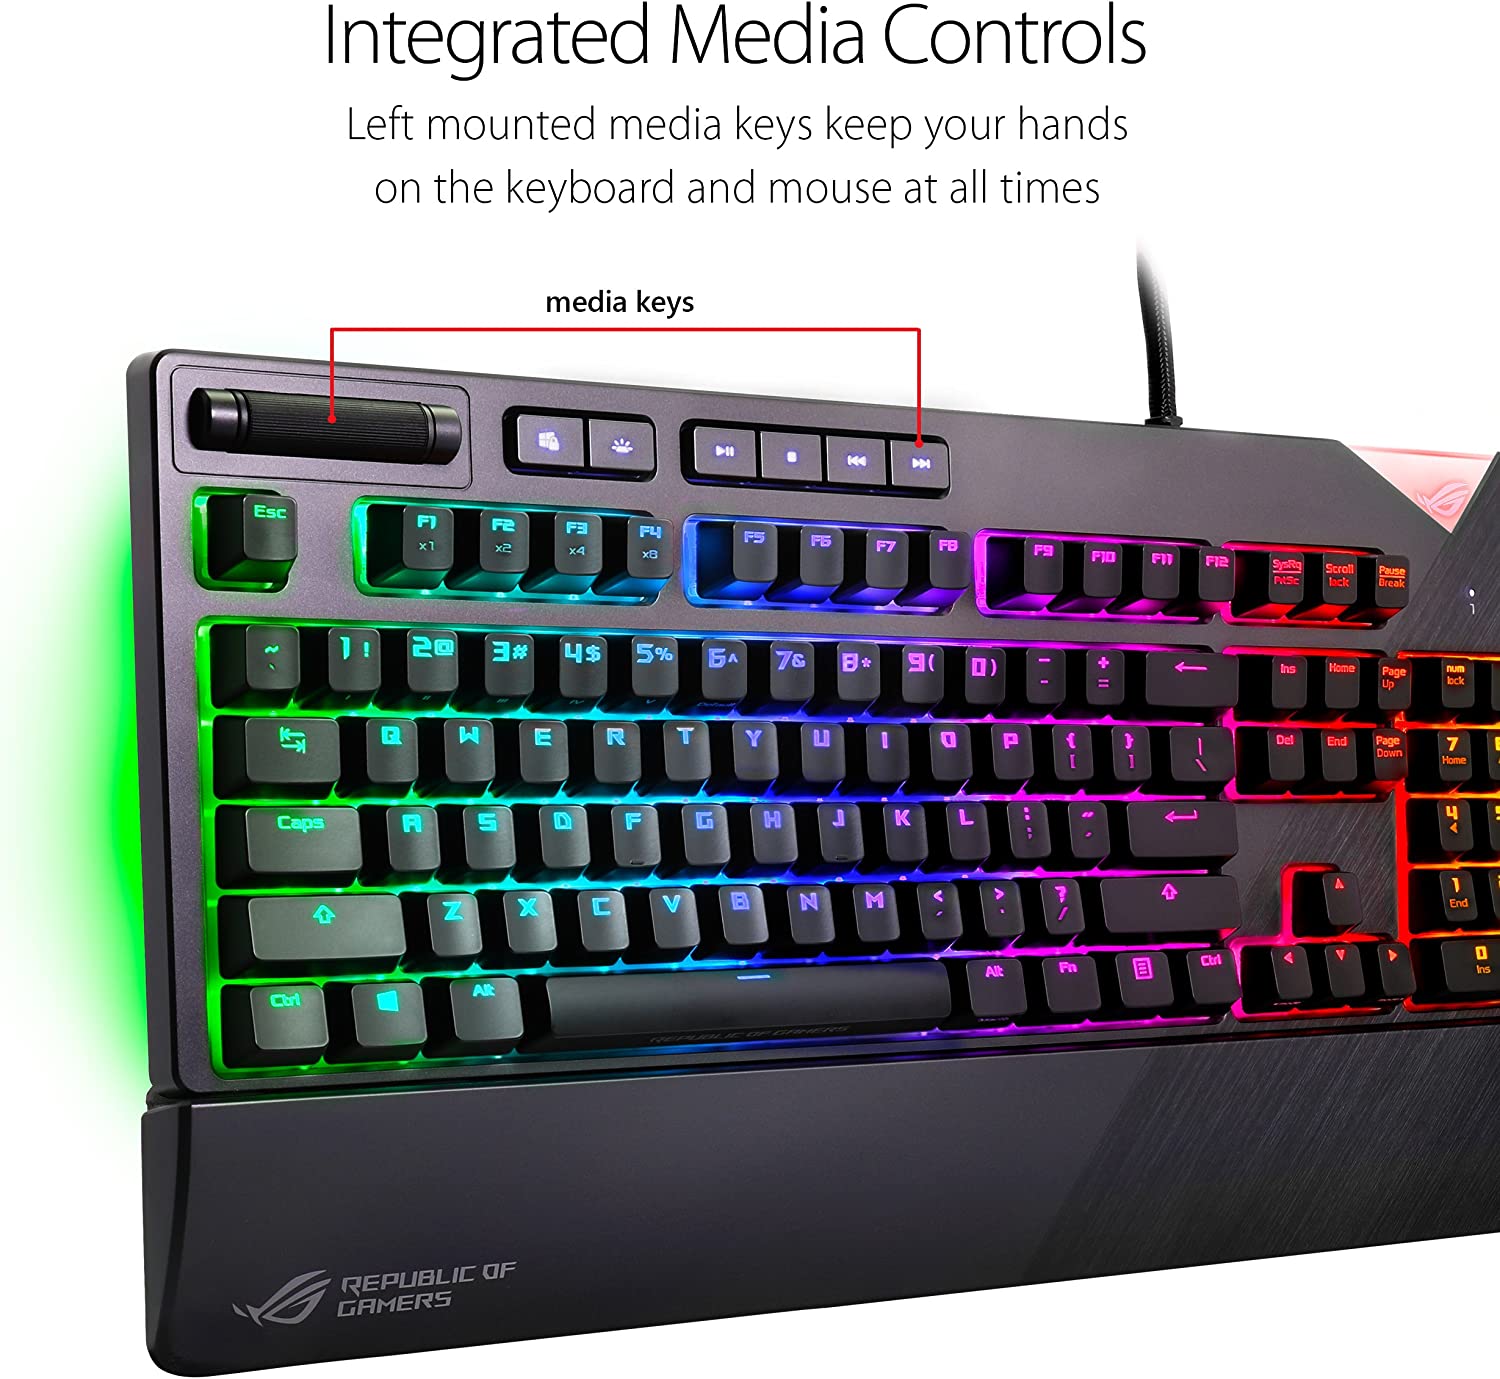 Integrated Media Controls
Left mounted media keys keep your hands
on the keyboard and mouse at all times
media keys
Esc F1 F2 F3 F4 F5 F6 F7 F8 F9 F10 F11 F12 SysRq Scroll Pause
x1 x2 x4 x8 PrtSc lock Break
1
~ 1! 2@ 3# 4$ 5% 6^ 7& 8* 9( 0) - + Ins Home Page Up num lock
` - =
Q W E R T Y U I O P { } | Del End Page Down 7
[ ] \ Home
Caps A S D F G H J K L : " 4
; '
Z X C V B N M < > ? 1
, . / End
Ctrl Alt Alt Fn Ctrl 0
Ins
REPUBLIC OF GAMERS
REPUBLIC OF
GAMERS